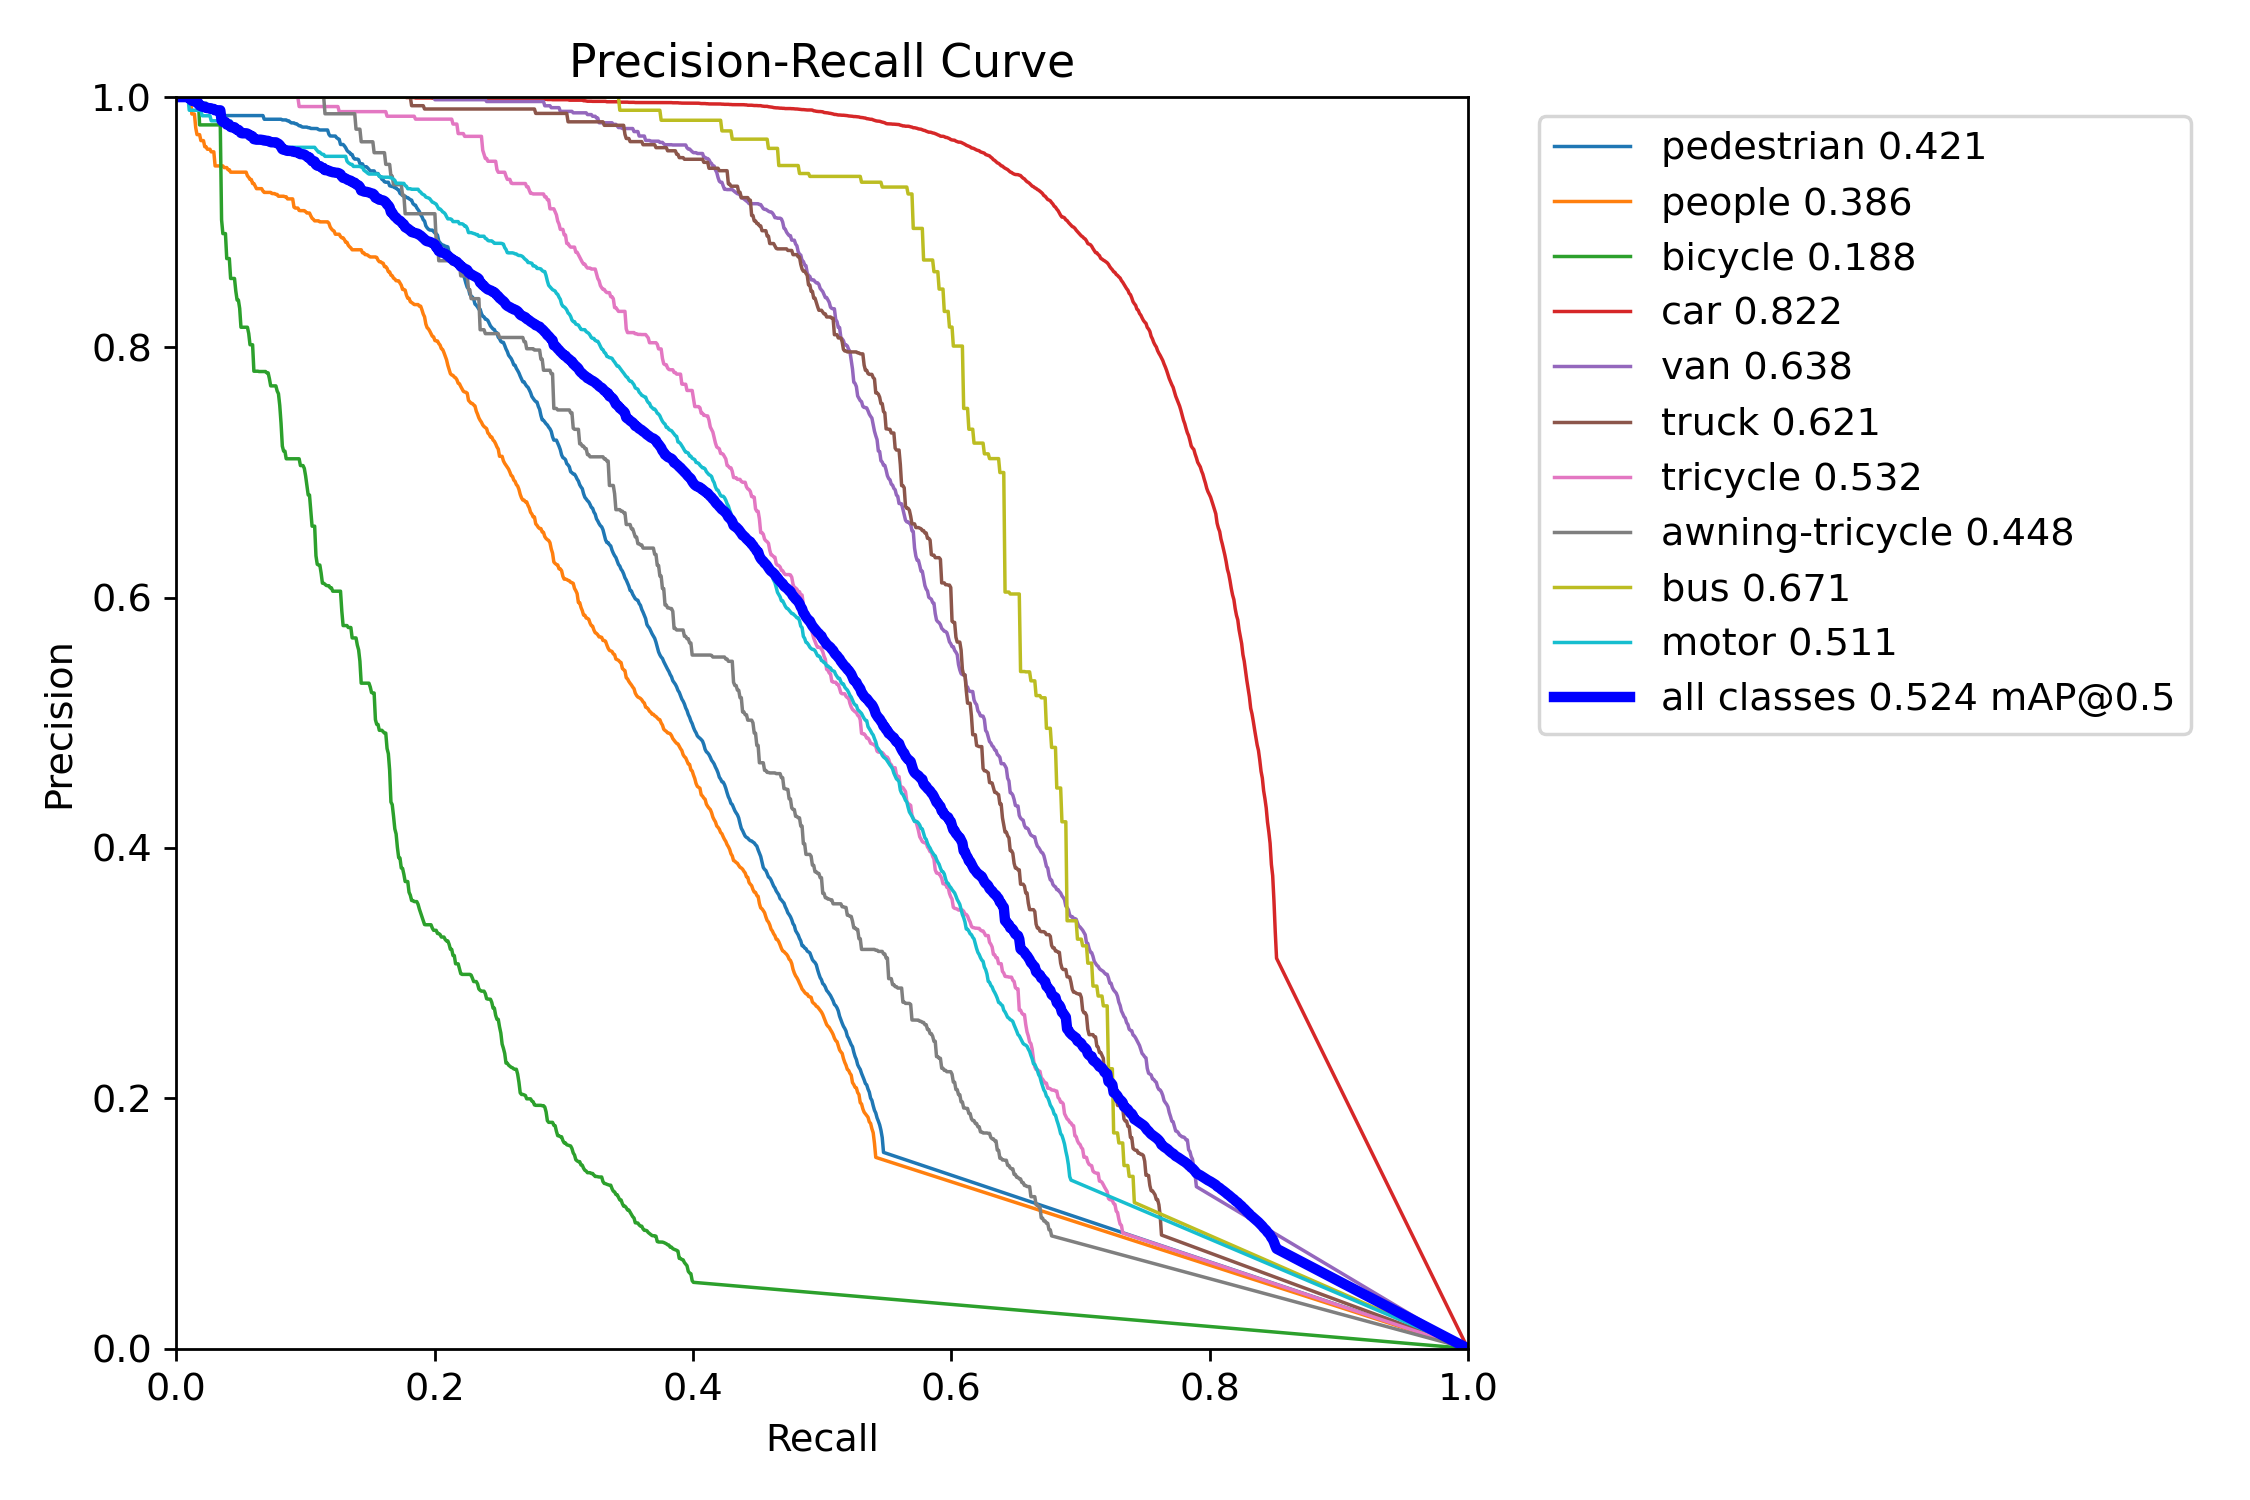 Precision-Recall Curve
1.0
0.8
0.6
0.4
0.2
0.0
Precision
0.0 0.2 0.4 0.6 0.8 1.0
Recall
pedestrian 0.421
people 0.386
bicycle 0.188
car 0.822
van 0.638
truck 0.621
tricycle 0.532
awning-tricycle 0.448
bus 0.671
motor 0.511
all classes 0.524 mAP@0.5